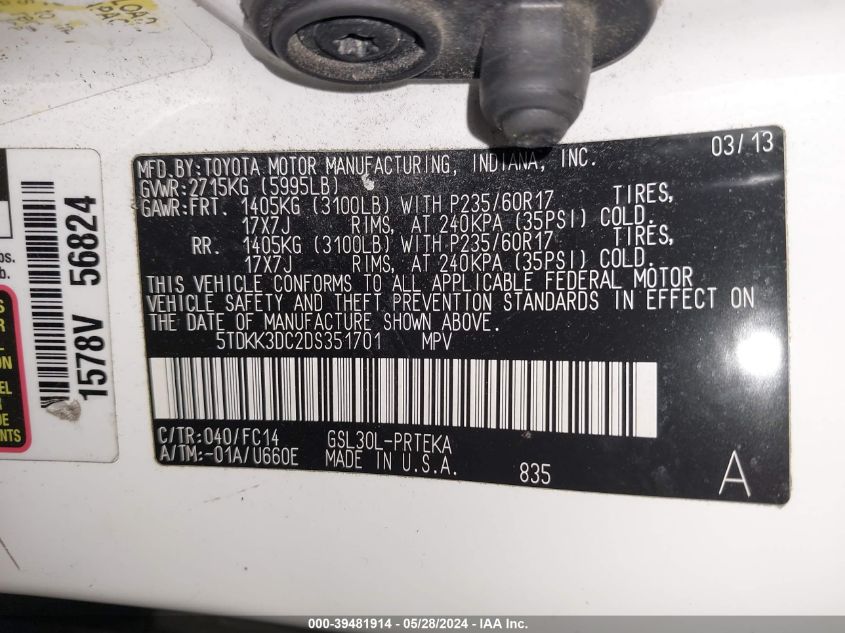 03/13
MFD.BY:TOYOTA MOTOR MANUFACTURING, INDIANA, INC.
GVWR:2715KG (5995LB)
GAWR:FRT. 1405KG (3100LB) WITH P235/60R17 TIRES,
17X7J RIMS, AT 240KPA (35PSI) COLD.
RR. 1405KG (3100LB) WITH P235/60R17 TIRES,
17X7J RIMS, AT 240KPA (35PSI) COLD.
THIS VEHICLE CONFORMS TO ALL APPLICABLE FEDERAL MOTOR
VEHICLE SAFETY AND THEFT PREVENTION STANDARDS IN EFFECT ON
THE DATE OF MANUFACTURE SHOWN ABOVE.
5TDKK3DC2DS351701 MPV
C/TR:040/FC14 GSL30L-PRTEKA
A/TM:-01A/U660E MADE IN U.S.A.
835
A
1578V 56824
bs.
b.
000-39481914 - 05/28/2024 - IAA Inc.